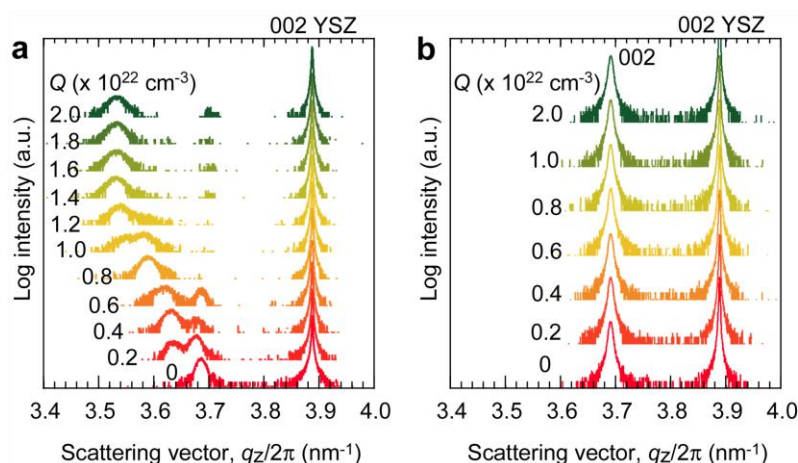 002 YSZ
a
Q (x 10²² cm-3)
2.0
1.8
1.6
1.4
1.2
1.0
0.8
0.6
0.4
0.2
0
Log intensity (a.u.)
3.4 3.5 3.6 3.7 3.8 3.9 4.0
Scattering vector, qz/2π (nm⁻¹)
002 YSZ
b
002
Q (x 10²² cm-3)
2.0
1.0
0.8
0.6
0.4
0.2
0
Log intensity (a.u.)
3.5 3.6 3.7 3.8 3.9 4.0
Scattering vector, qz/2π (nm⁻¹)